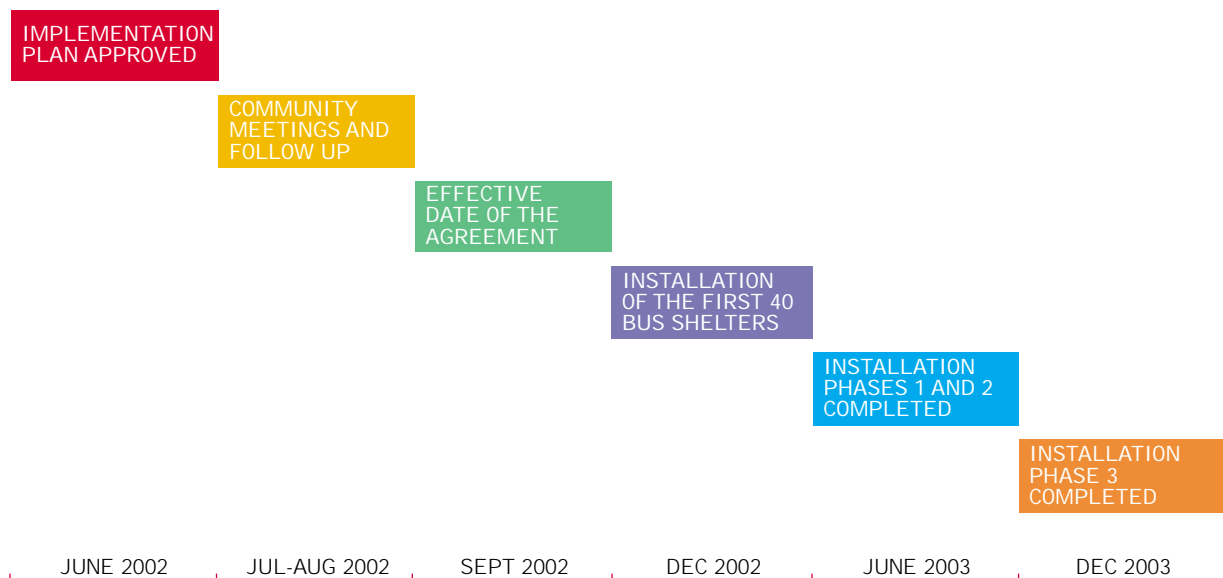 IMPLEMENTATION
PLAN APPROVED
COMMUNITY
MEETINGS AND
FOLLOW UP
EFFECTIVE
DATE OF THE
AGREEMENT
INSTALLATION
OF THE FIRST 40
BUS SHELTERS
INSTALLATION
PHASES 1 AND 2
COMPLETED
INSTALLATION
PHASE 3
COMPLETED
JUNE 2002 JUL-AUG 2002 SEPT 2002 DEC 2002 JUNE 2003 DEC 2003